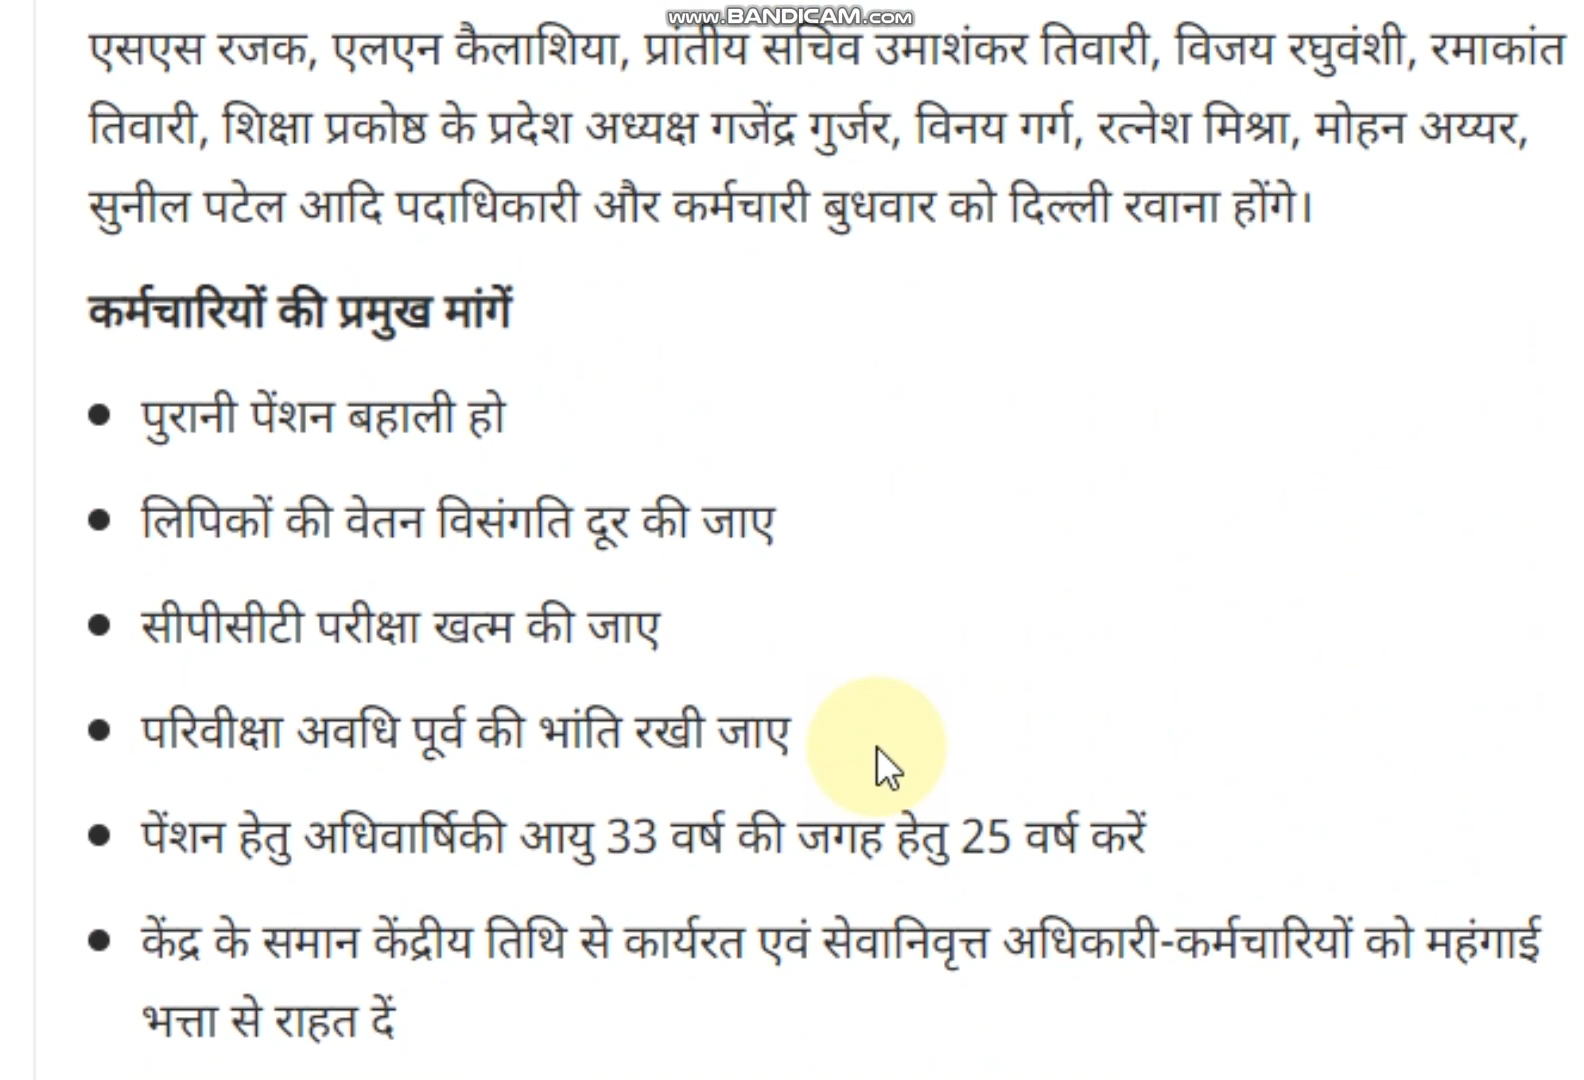 www.BANDICAM.com
एसएस रजक, एलएन कैलाशिया, प्रांतीय सचिव उमाशंकर तिवारी, विजय रघुवंशी, रमाकांत
तिवारी, शिक्षा प्रकोष्ठ के प्रदेश अध्यक्ष गजेंद्र गुर्जर, विनय गर्ग, रत्नेश मिश्रा, मोहन अय्यर,
सुनील पटेल आदि पदाधिकारी और कर्मचारी बुधवार को दिल्ली रवाना होंगे।
कर्मचारियों की प्रमुख मांगें
● पुरानी पेंशन बहाली हो
● लिपिकों की वेतन विसंगति दूर की जाए
● सीपीसीटी परीक्षा खत्म की जाए
● परिवीक्षा अवधि पूर्व की भांति रखी जाए
● पेंशन हेतु अधिवार्षिकी आयु 33 वर्ष की जगह हेतु 25 वर्ष करें
● केंद्र के समान केंद्रीय तिथि से कार्यरत एवं सेवानिवृत्त अधिकारी-कर्मचारियों को महंगाई
भत्ता से राहत दें